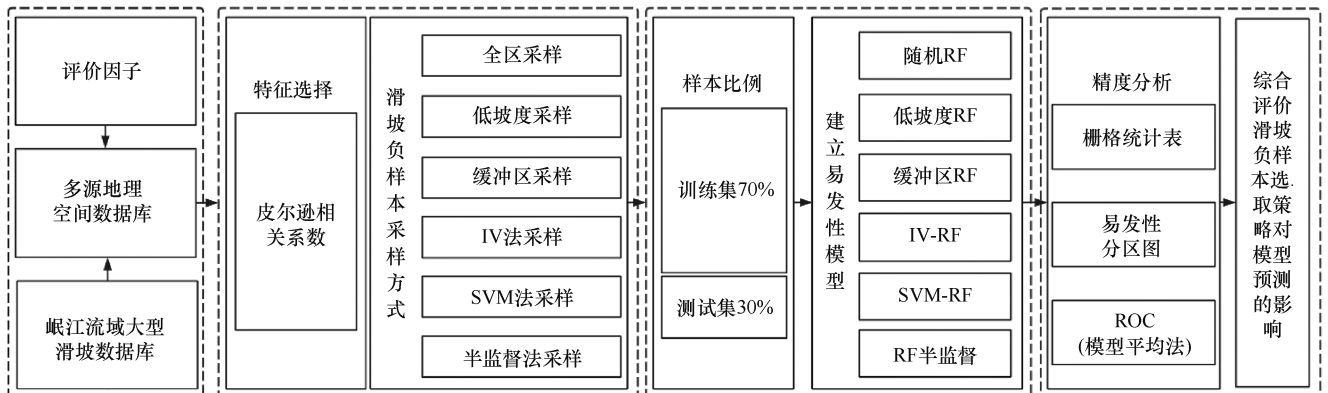 评价因子
多源地理
空间数据库
岷江流域大型
滑坡数据库
特征选择
皮尔逊相
关系数
滑坡负样本采样方式
全区采样
低坡度采样
缓冲区采样
IV法采样
SVM法采样
半监督法采样
样本比例
训练集70%
测试集30%
建立易发性模型
随机RF
低坡度RF
缓冲区RF
IV-RF
SVM-RF
RF半监督
精度分析
栅格统计表
易发性
分区图
ROC
(模型平均法)
综合
评价
滑坡
负样
本选.
取策
略对
模型
预测
的影
响